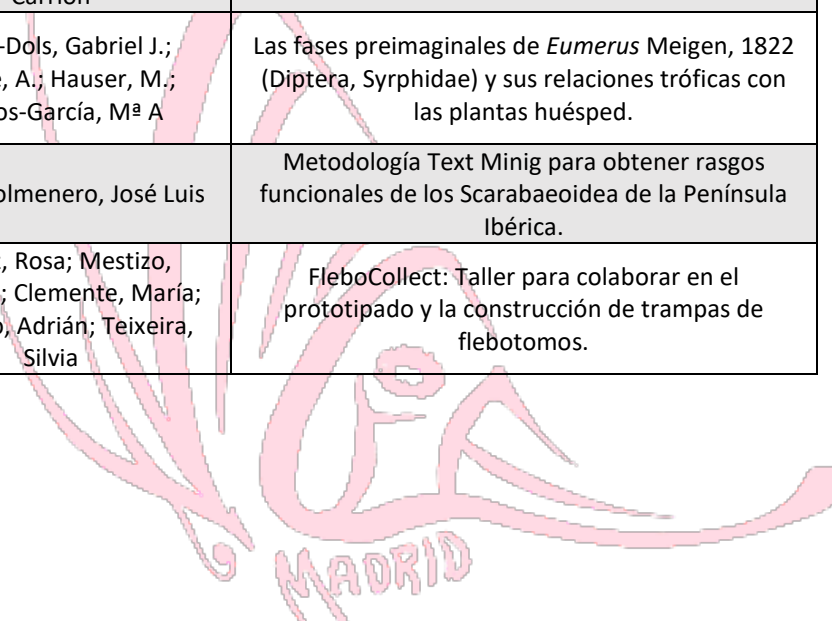 Carrión
-Dols, Gabriel J.;
, A.; Hauser, M.;
os-García, Mª A
Las fases preimaginales de Eumerus Meigen, 1822
(Diptera, Syrphidae) y sus relaciones tróficas con
las plantas huésped.
olmenero, José Luis
Metodología Text Minig para obtener rasgos
funcionales de los Scarabaeoidea de la Península
Ibérica.
, Rosa; Mestizo,
; Clemente, María;
, Adrián; Teixeira,
Silvia
FleboCollect: Taller para colaborar en el
prototipado y la construcción de trampas de
flebotomos.
MADRID